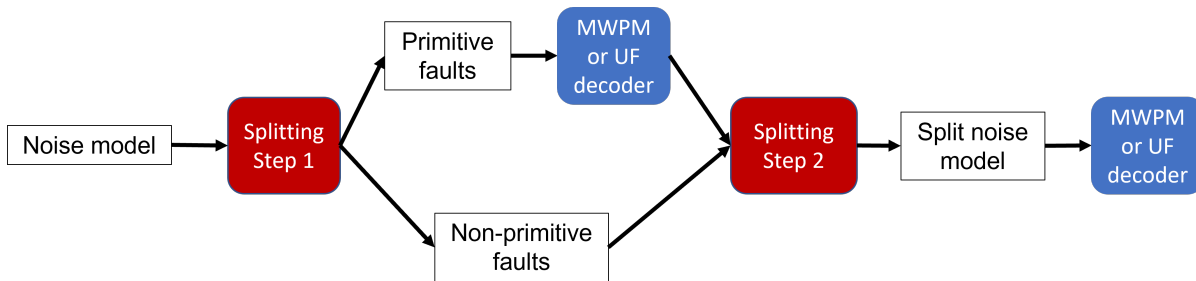 Noise model
Splitting
Step 1
Primitive
faults
MWPM
or UF
decoder
Non-primitive
faults
Splitting
Step 2
Split noise
model
MWPM
or UF
decoder